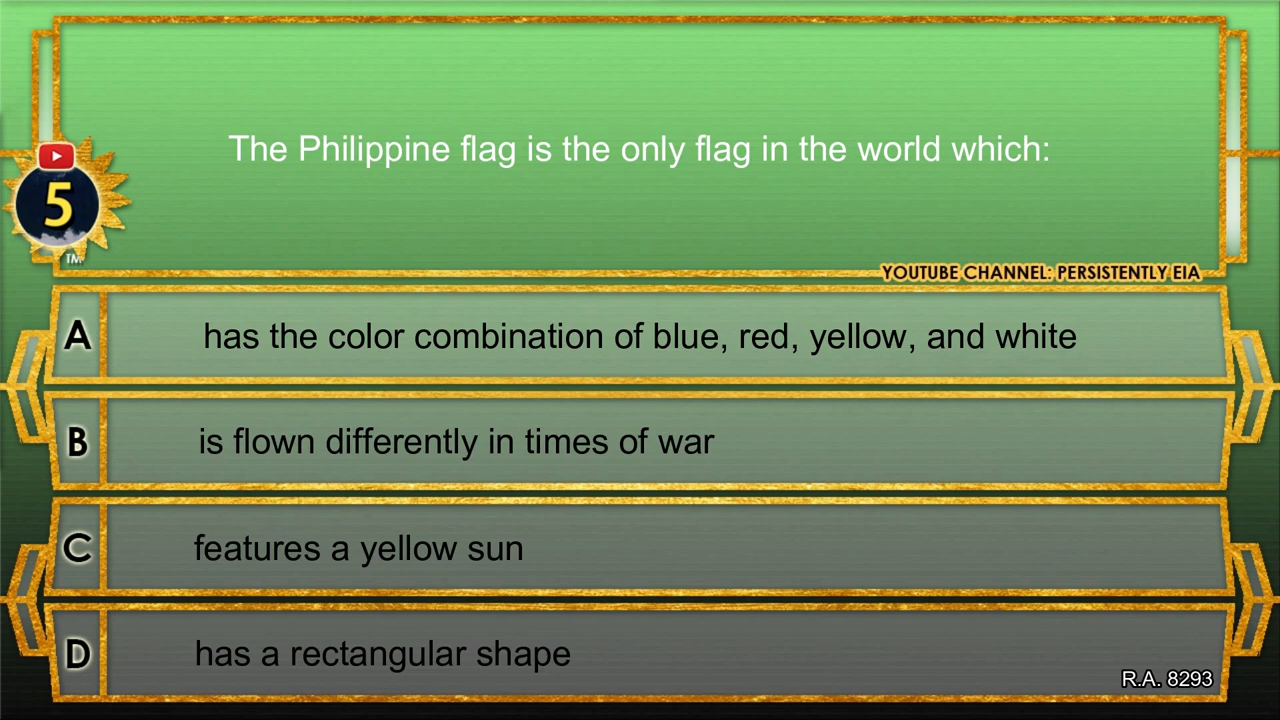 The Philippine flag is the only flag in the world which:
5
TM
YOUTUBE CHANNEL: PERSISTENTLY EIA
A has the color combination of blue, red, yellow, and white
B is flown differently in times of war
C features a yellow sun
D has a rectangular shape
R.A. 8293